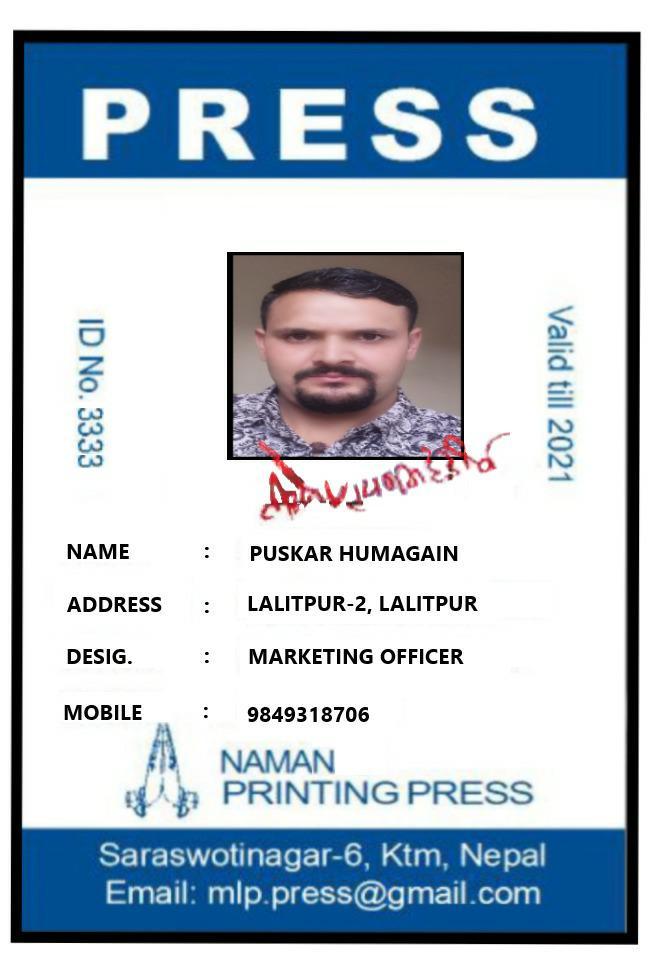 PRESS
ID No. 3333
Valid till 2021
NAME : PUSKAR HUMAGAIN
ADDRESS : LALITPUR-2, LALITPUR
DESIG. : MARKETING OFFICER
MOBILE : 9849318706
NAMAN
PRINTING PRESS
Saraswotinagar-6, Ktm, Nepal
Email: mlp.press@gmail.com